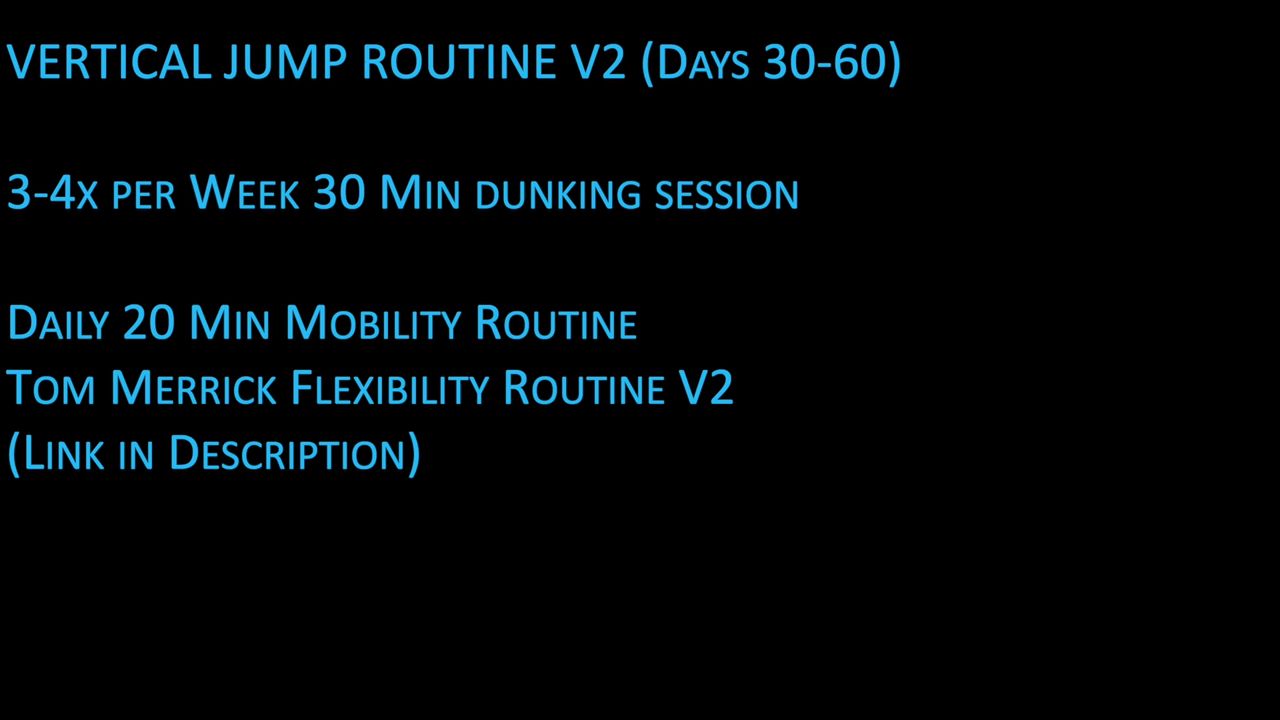 VERTICAL JUMP ROUTINE V2 (Days 30-60)
3-4x per Week 30 Min dunking session
Daily 20 Min Mobility Routine
Tom Merrick Flexibility Routine V2
(Link in Description)